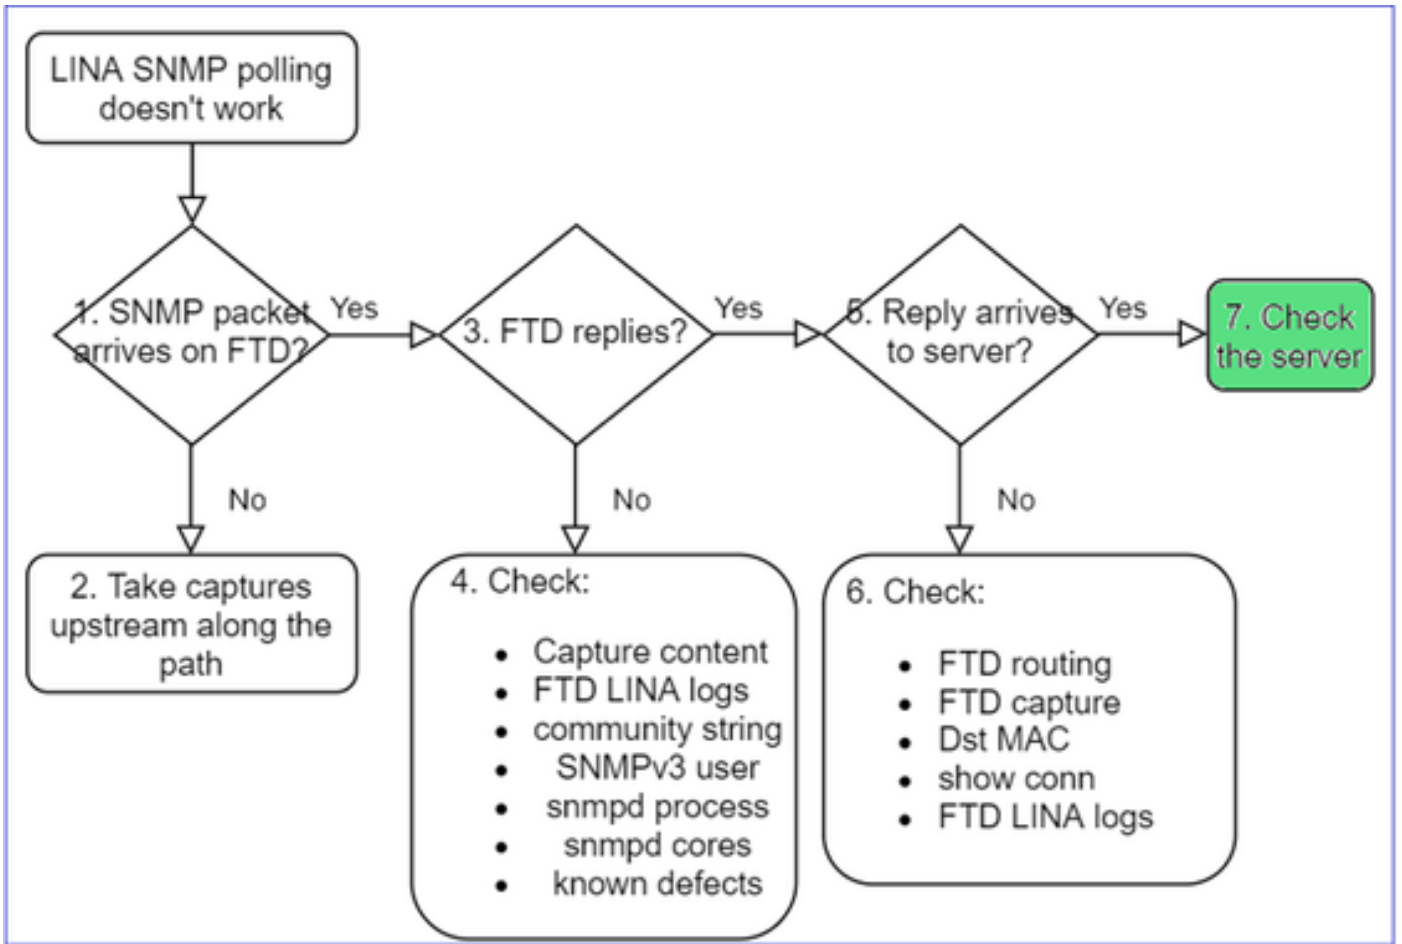 LINA SNMP polling
doesn't work
1. SNMP packet
arrives on FTD?
Yes
No
2. Take captures
upstream along the
path
3. FTD replies?
Yes
No
4. Check:
• Capture content
• FTD LINA logs
• community string
• SNMPv3 user
• snmpd process
• snmpd cores
• known defects
5. Reply arrives
to server?
Yes
No
6. Check:
• FTD routing
• FTD capture
• Dst MAC
• show conn
• FTD LINA logs
7. Check
the server